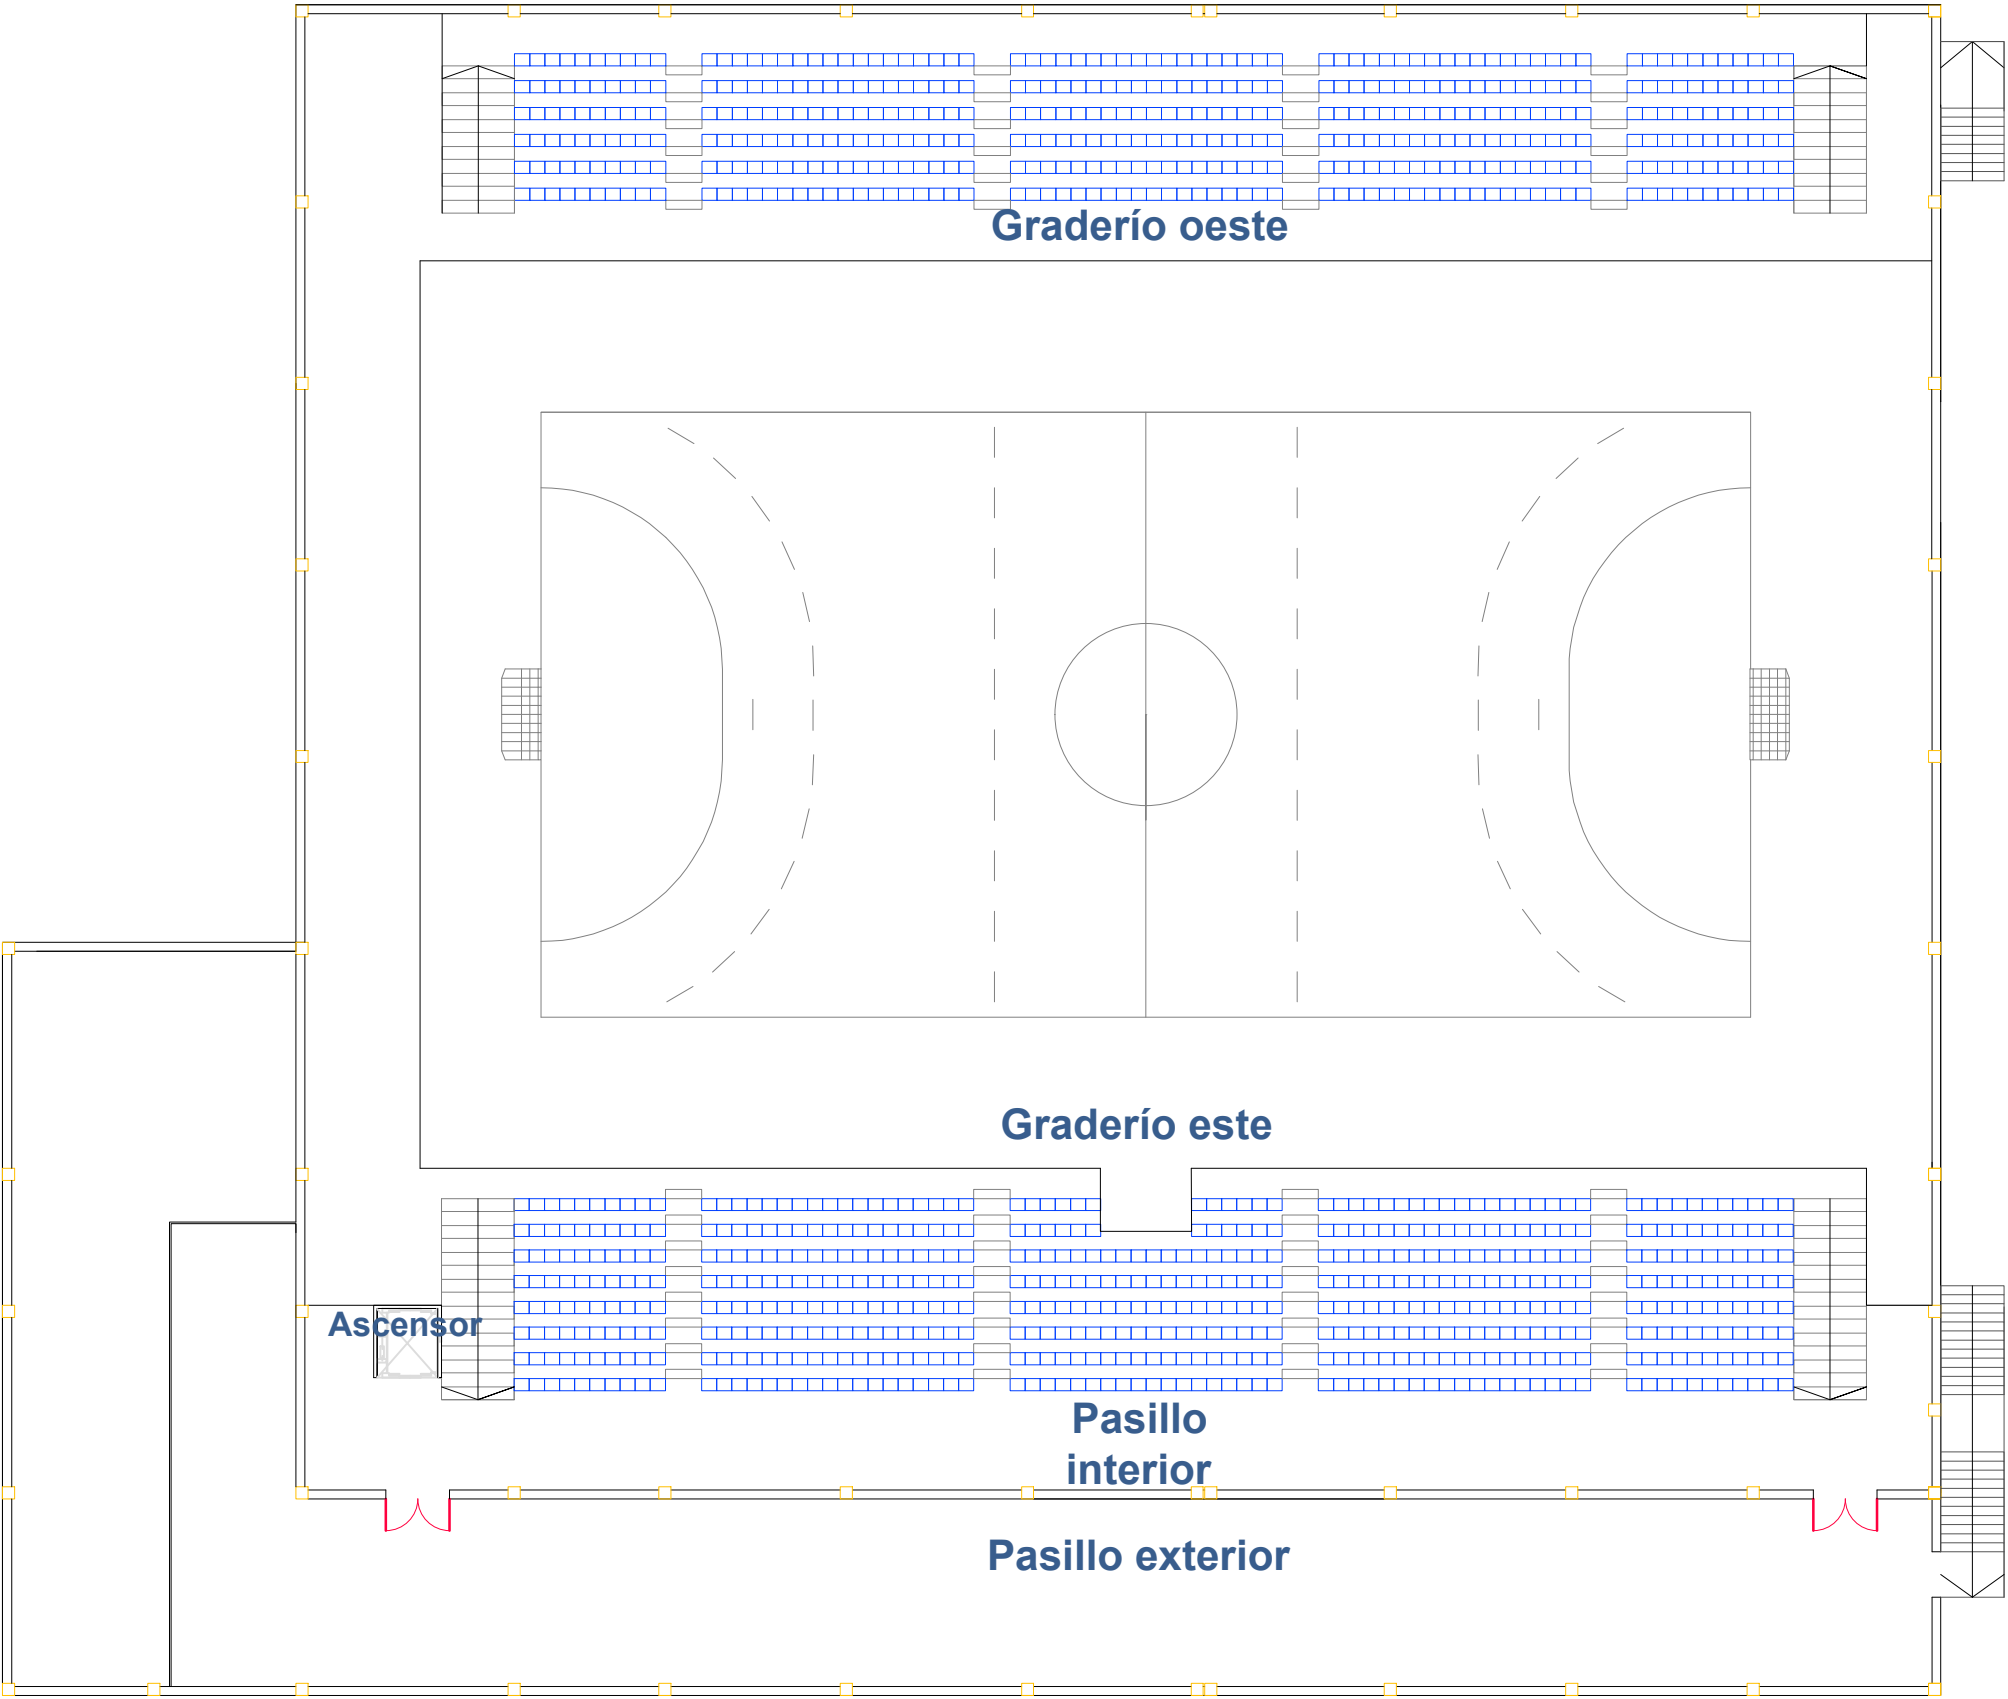 Graderío oeste
Graderío este
Ascensor
Pasillo
interior
Pasillo exterior